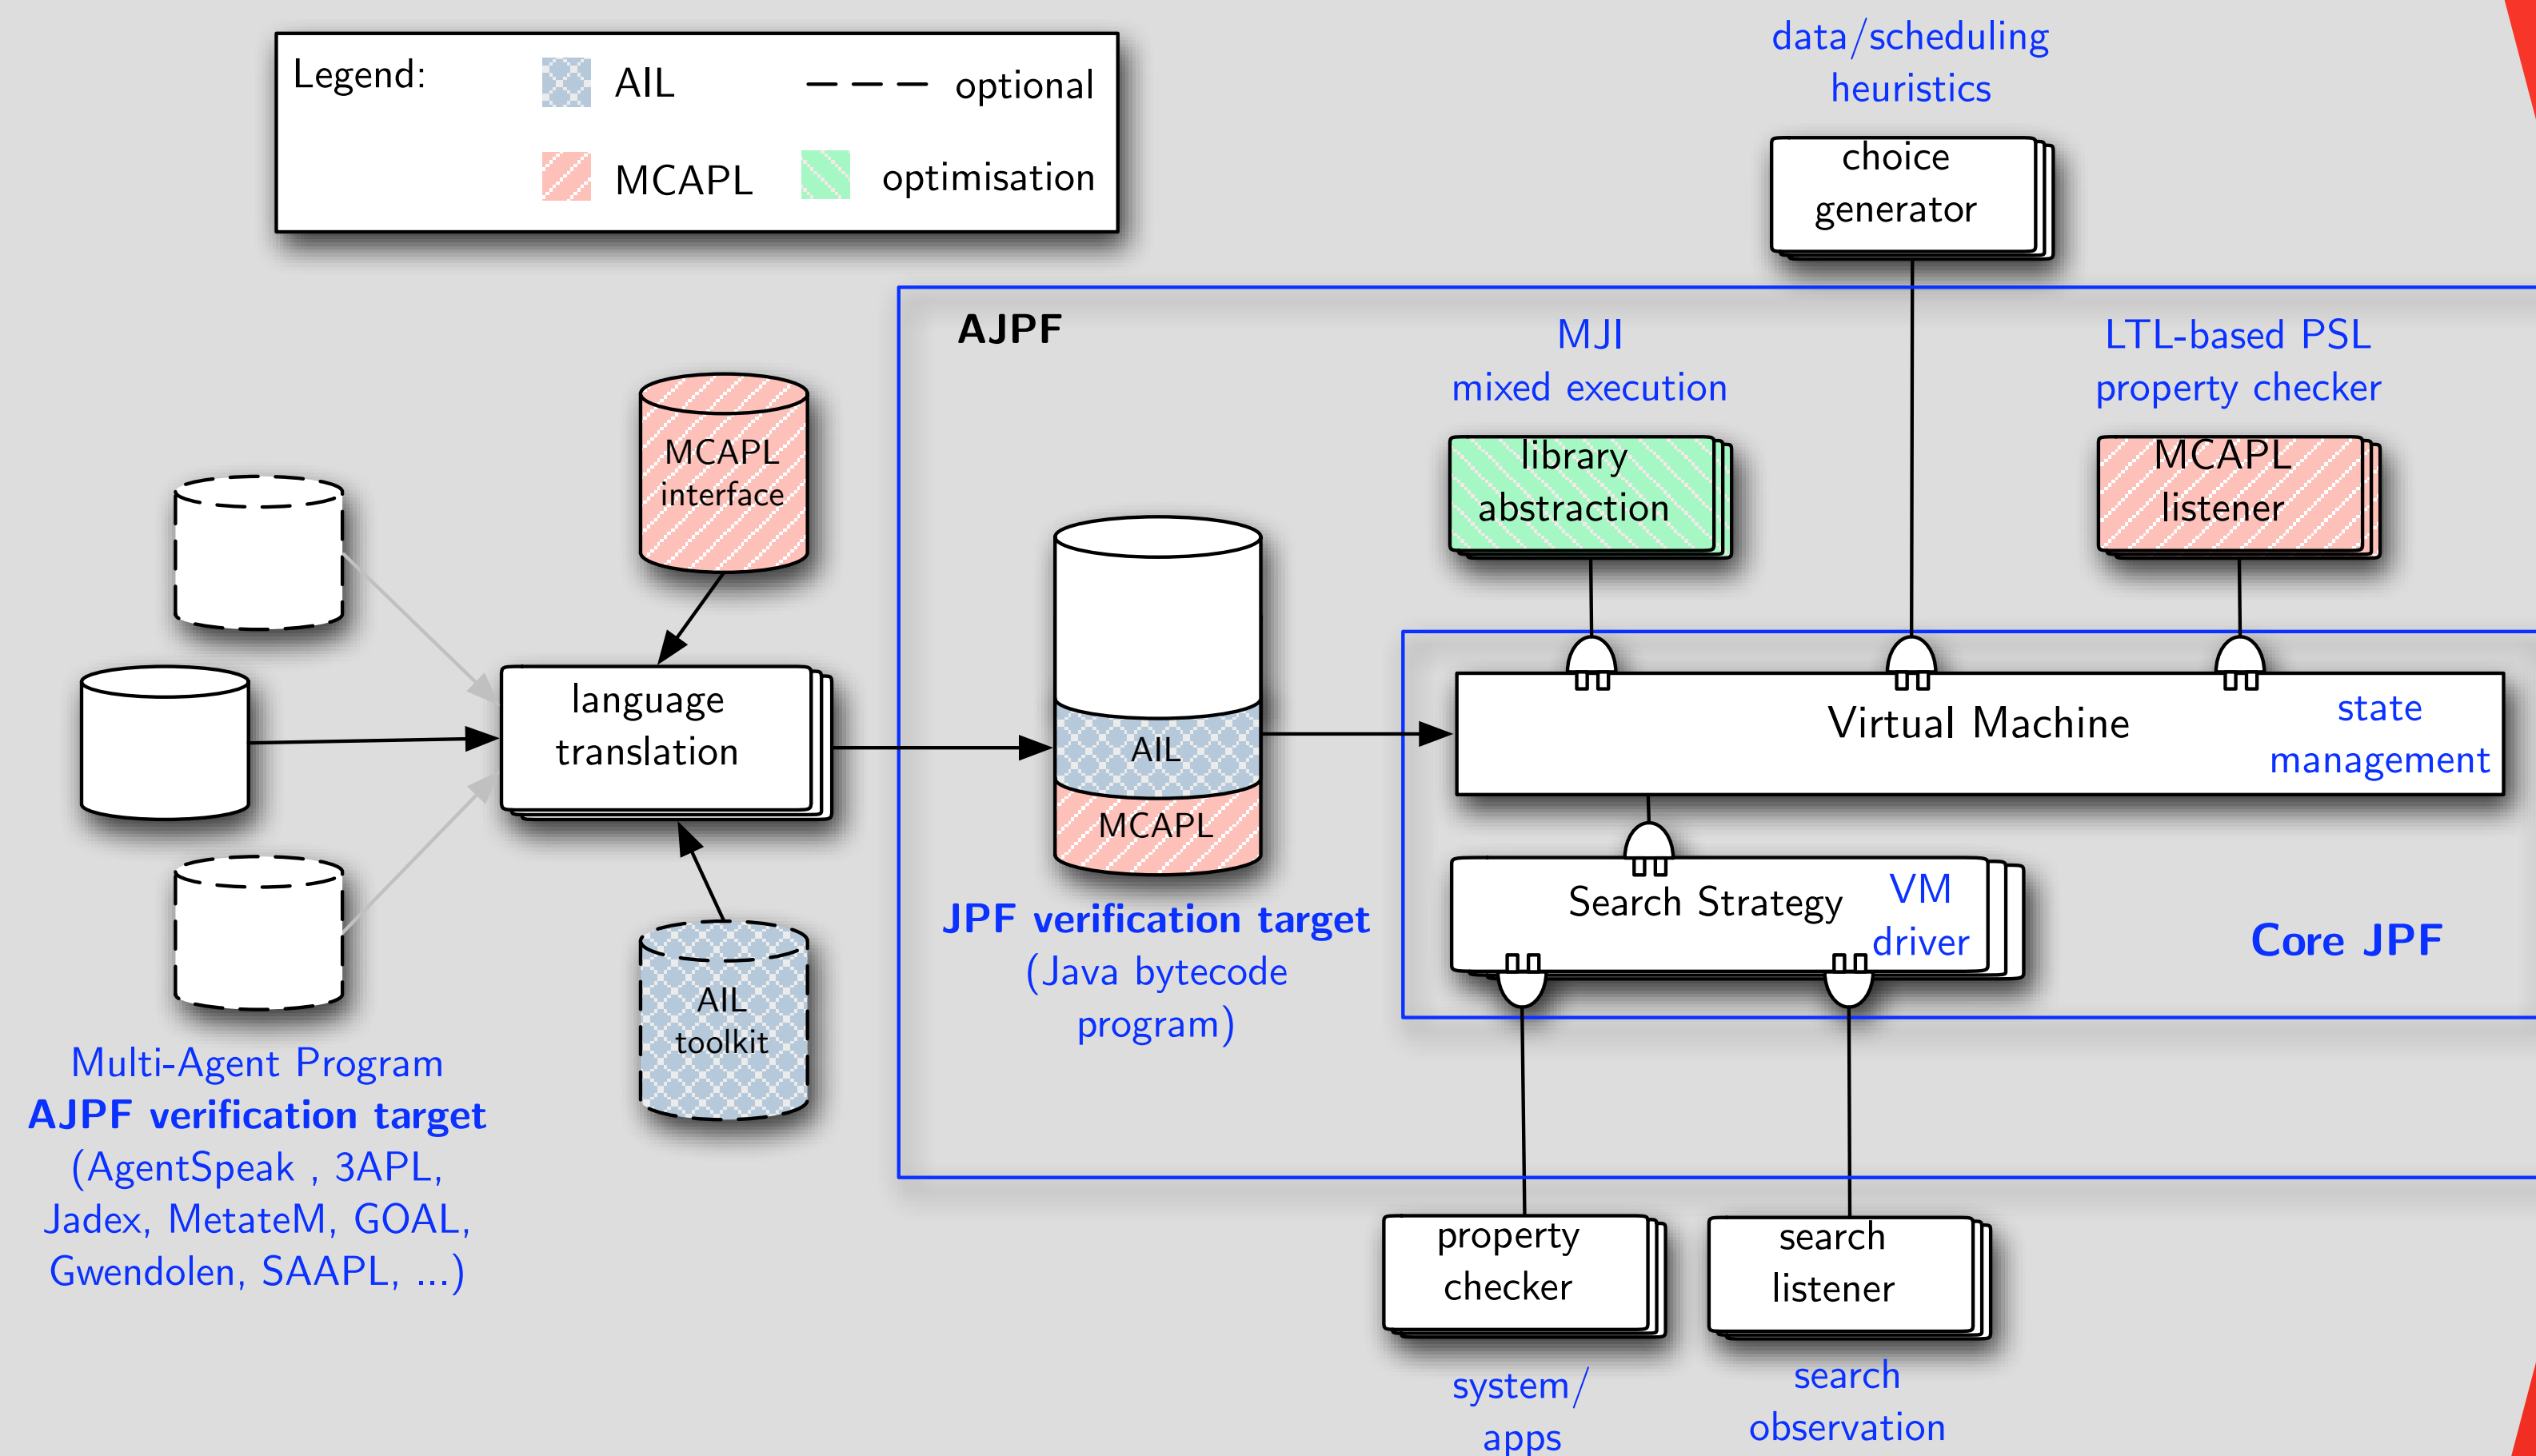 Legend:
AIL
optional
MCAPL
optimisation
data/scheduling
heuristics
choice
generator
AJPF
MJI
mixed execution
LTL-based PSL
property checker
library
abstraction
MCAPL
listener
MCAPL
interface
language
translation
AIL
MCAPL
Virtual Machine
state
management
Search Strategy
VM
driver
Core JPF
JPF verification target
(Java bytecode
program)
AIL
toolkit
Multi-Agent Program
AJPF verification target
(AgentSpeak , 3APL,
Jadex, MetateM, GOAL,
Gwendolen, SAAPL, ...)
property
checker
search
listener
system/
apps
search
observation